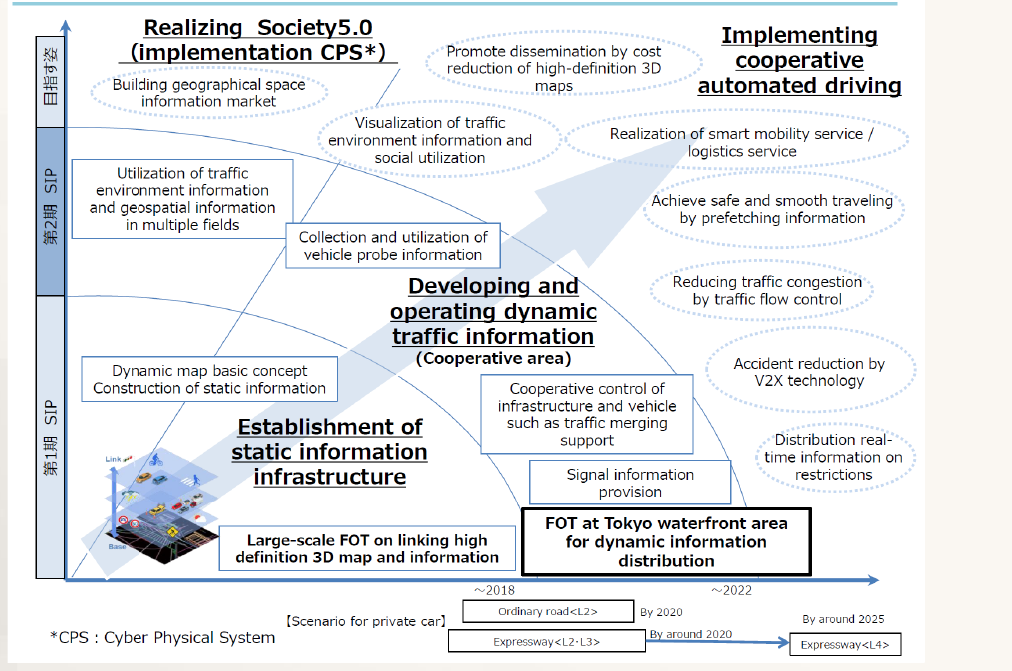 Realizing Society5.0
(implementation CPS*)
Implementing
cooperative
automated driving
目指す姿
第2期 SIP
第1期 SIP
Building geographical space
information market
Promote dissemination by cost
reduction of high-definition 3D
maps
Visualization of traffic
environment information and
social utilization
Realization of smart mobility service /
logistics service
Utilization of traffic
environment information
and geospatial information
in multiple fields
Achieve safe and smooth traveling
by prefetching information
Collection and utilization of
vehicle probe information
Developing and
operating dynamic
traffic information
(Cooperative area)
Reducing traffic congestion
by traffic flow control
Dynamic map basic concept
Construction of static information
Accident reduction by
V2X technology
Cooperative control of
infrastructure and vehicle
such as traffic merging
support
Establishment of
static information
infrastructure
Distribution real-
time information on
restrictions
Signal information
provision
Link
Base
Large-scale FOT on linking high
definition 3D map and information
FOT at Tokyo waterfront area
for dynamic information
distribution
～2018
～2022
【Scenario for private car】
Ordinary road<L2>
By 2020
Expressway<L2･L3>
By around 2020
By around 2025
Expressway<L4>
*CPS : Cyber Physical System